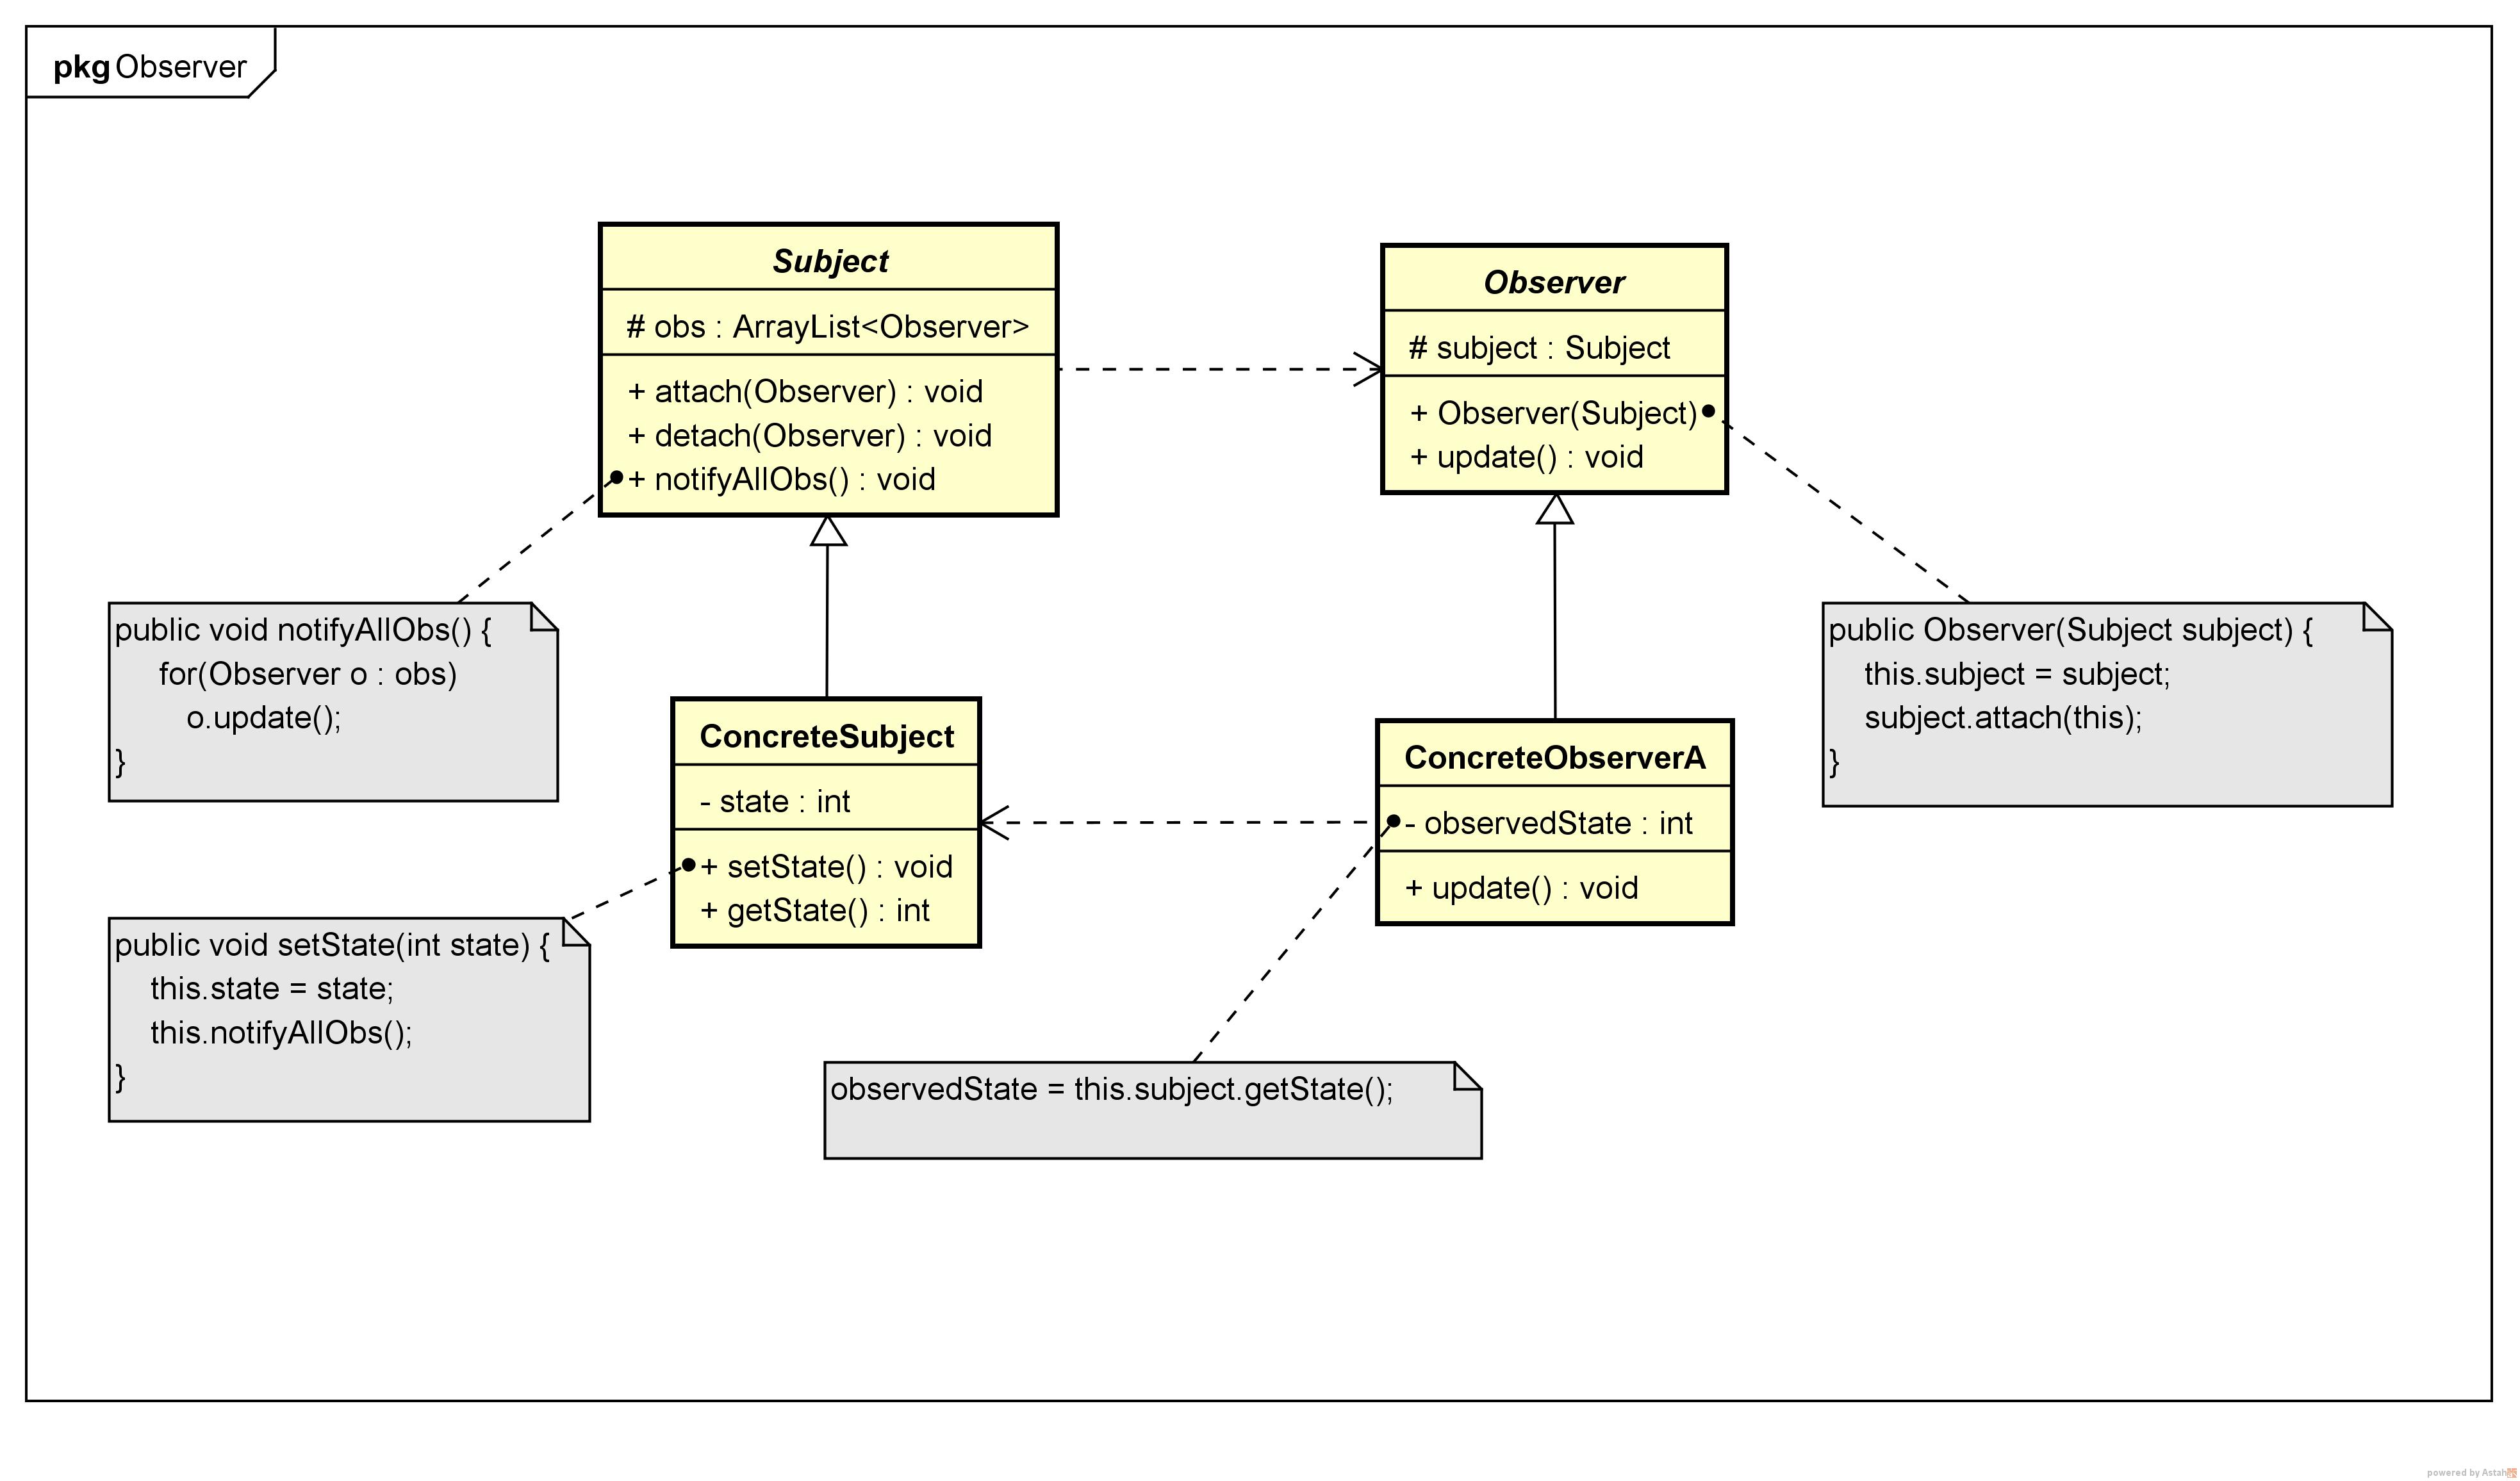 pkg Observer
Subject
# obs : ArrayList<Observer>
+ attach(Observer) : void
+ detach(Observer) : void
+ notifyAllObs() : void
Observer
# subject : Subject
+ Observer(Subject)
+ update() : void
public void notifyAllObs() {
for(Observer o : obs)
o.update();
}
public Observer(Subject subject) {
this.subject = subject;
subject.attach(this);
}
ConcreteSubject
- state : int
+ setState() : void
+ getState() : int
ConcreteObserverA
- observedState : int
+ update() : void
public void setState(int state) {
this.state = state;
this.notifyAllObs();
}
observedState = this.subject.getState();
powered by Astah